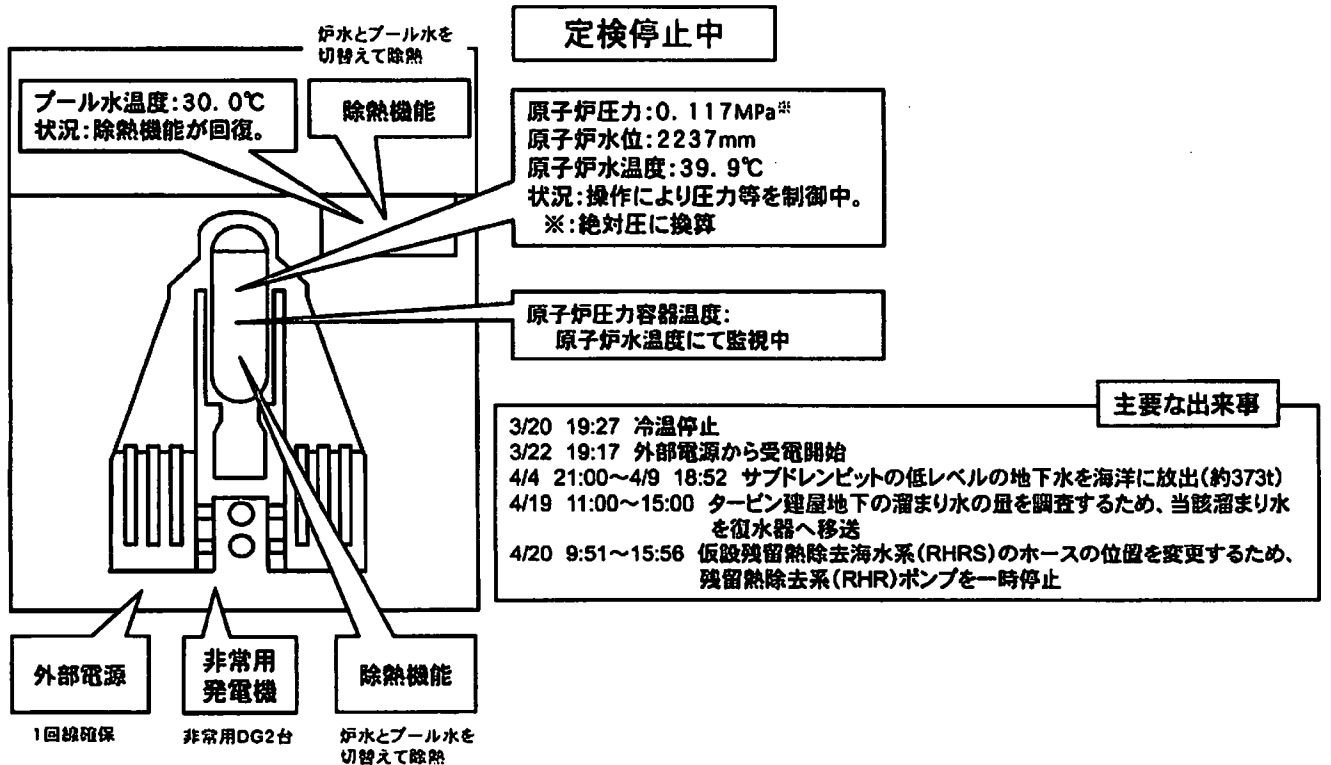 炉水とプール水を
切替えて除熱
定検停止中
プール水温度:30. 0℃
状況:除熱機能が回復。
除熱機能
原子炉圧力:0. 117MPa※
原子炉水位:2237mm
原子炉水温度:39. 9℃
状況:操作により圧力等を制御中。
※:絶対圧に換算
原子炉圧力容器温度:
原子炉水温度にて監視中
主要な出来事
3/20 19:27 冷温停止
3/22 19:17 外部電源から受電開始
4/4 21:00～4/9 18:52 サブドレンピットの低レベルの地下水を海洋に放出(約373t)
4/19 11:00～15:00 タービン建屋地下の溜まり水の量を調査するため、当該溜まり水
を復水器へ移送
4/20 9:51～15:56 仮設残留熱除去海水系(RHRS)のホースの位置を変更するため、
残留熱除去系(RHR)ポンプを一時停止
外部電源
非常用
発電機
除熱機能
1回線確保
非常用DG2台
炉水とプール水を
切替えて除熱